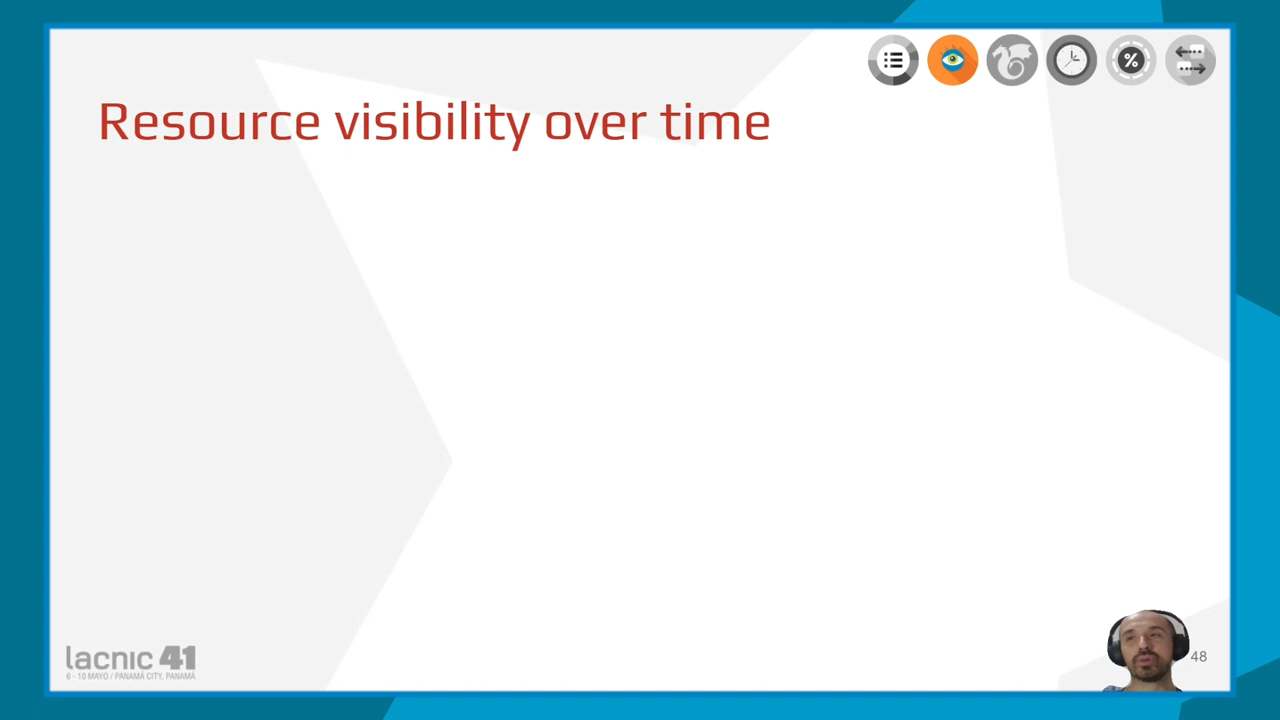 %
Resource visibility over time
lacnic 41
6 - 10 MAYO / PANAMÁ CITY, PANAMÁ
48